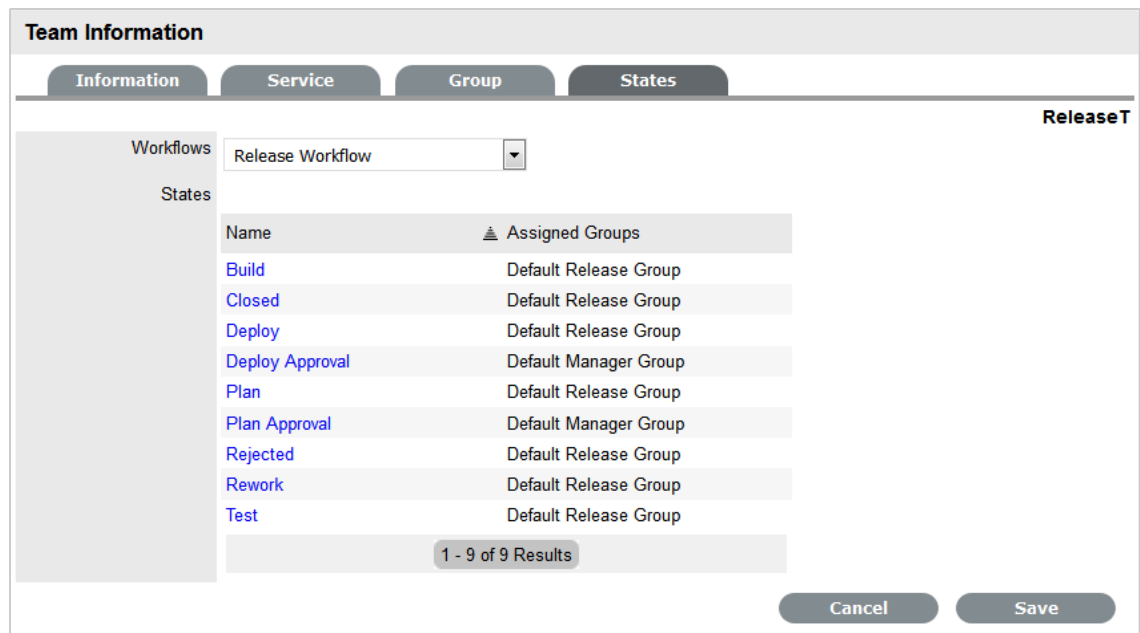 Team Information
Information Service Group States
ReleaseT
Workflows Release Workflow
States
Name Assigned Groups
Build Default Release Group
Closed Default Release Group
Deploy Default Release Group
Deploy Approval Default Manager Group
Plan Default Release Group
Plan Approval Default Manager Group
Rejected Default Release Group
Rework Default Release Group
Test Default Release Group
1 - 9 of 9 Results
Cancel Save